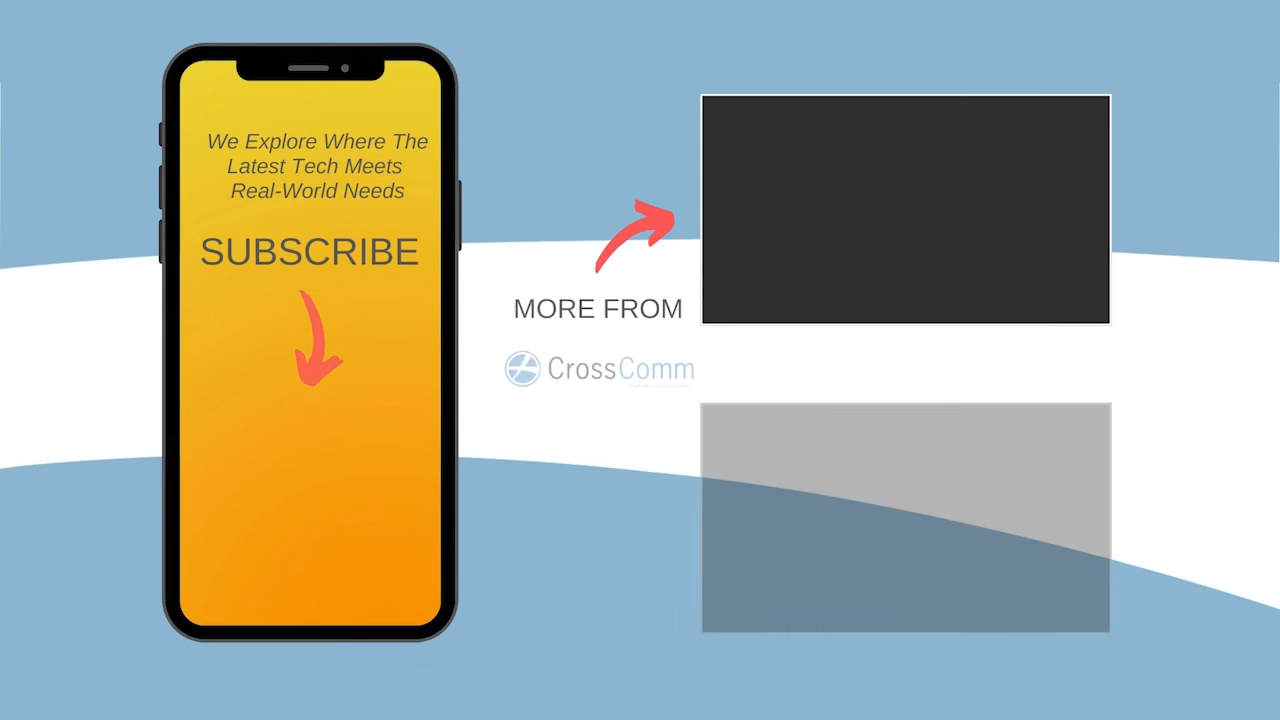 We Explore Where The
Latest Tech Meets
Real-World Needs
SUBSCRIBE
MORE FROM
CrossComm